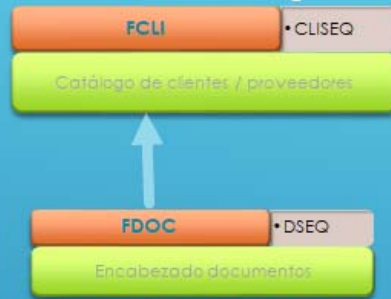 FCLI
• CLISEQ
Catálogo de clientes / proveedores
FDOC
• DSEQ
Encabezado documentos